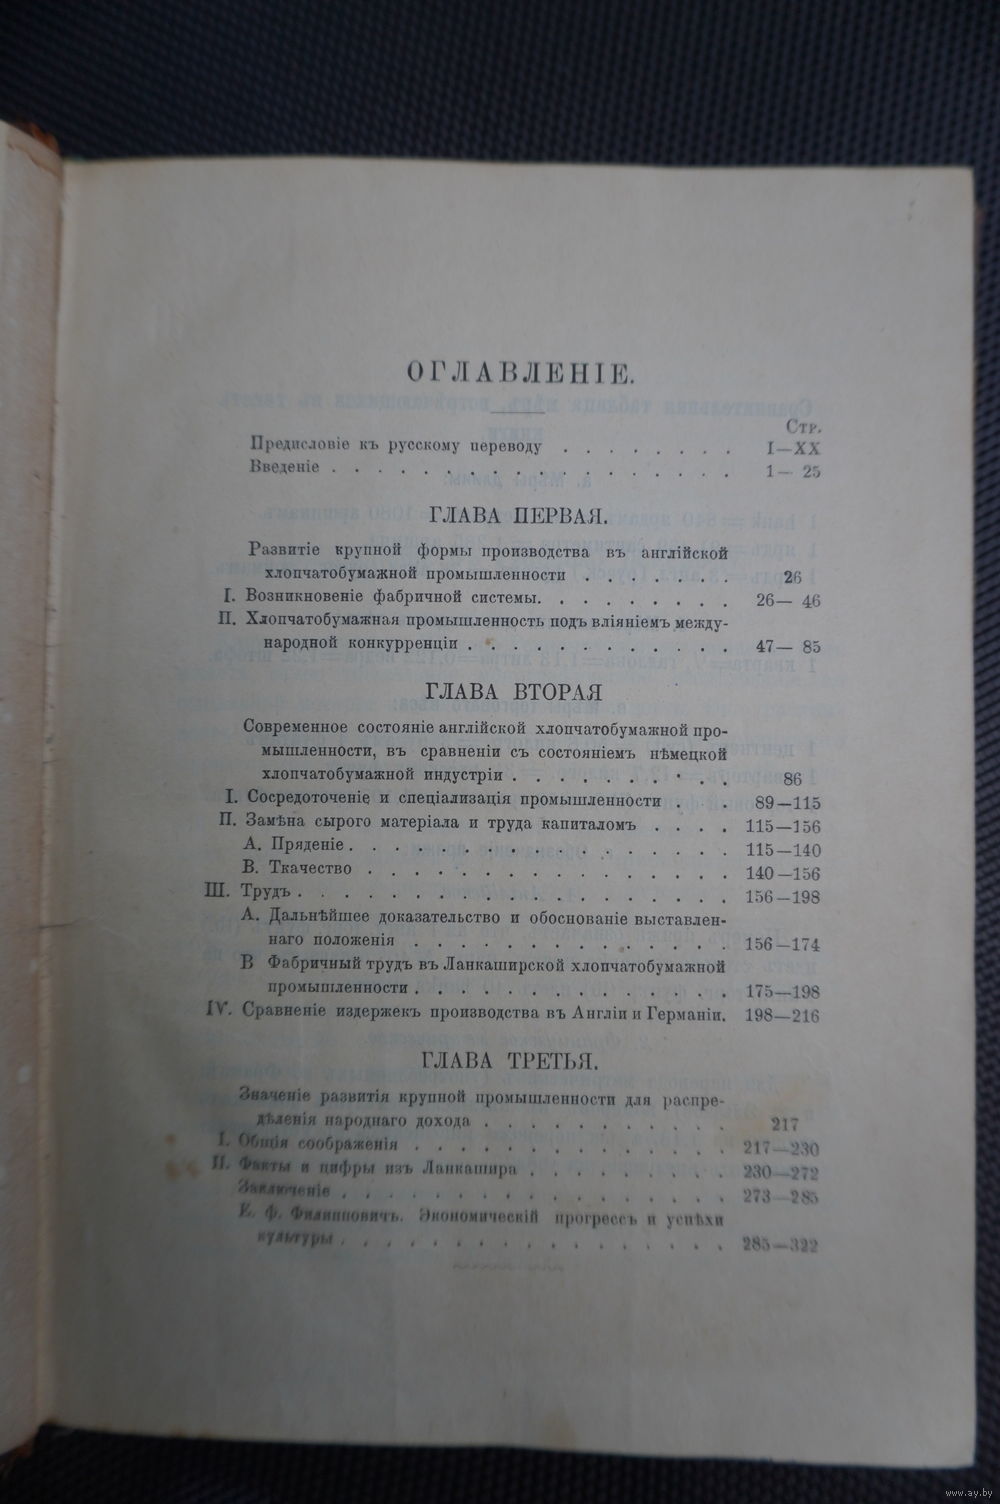 ОГЛАВЛЕНІЕ.
Стр.
Предисловіе къ русскому переводу . . . . . . . . I—XX
Введеніе . . . . . . . . . . . . . . . . . . 1— 25
ГЛАВА ПЕРВАЯ.
Развитіе крупной формы производства въ англійской
хлопчатобумажной промышленности . . . . . . . 26
I. Возникновеніе фабричной системы. . . . . . . . . 26— 46
II. Хлопчатобумажная промышленность подъ вліяніемъ между-
народной конкурренціи . . . . . . . . . . . . 47— 85
ГЛАВА ВТОРАЯ
Современное состояніе англійской хлопчатобумажной про-
мышленности, въ сравненіи съ состояніемъ нѣмецкой
хлопчатобумажной индустріи . . . . . . . . . . 86
I. Сосредоточеніе и спеціализація промышленности . . . 89—115
II. Замѣна сырого матеріала и труда капиталомъ . . . . 115—156
А. Пряденіе . . . . . . . . . . . . . . . . . 115—140
В. Ткачество . . . . . . . . . . . . . . . . 140—156
III. Трудъ . . . . . . . . . . . . . . . . . . . 156—198
А. Дальнѣйшее доказательство и обоснованіе выставлен-
наго положенія . . . . . . . . . . . . . . 156—174
В Фабричный трудъ въ Ланкаширской хлопчатобумажной
промышленности . . . . . . . . . . . . . . 175—198
IV. Сравненіе издержекъ производства въ Англіи и Германіи. 198—216
ГЛАВА ТРЕТЬЯ.
Значеніе развитія крупной промышленности для распре-
дѣленія народнаго дохода . . . . . . . . . . . 217
I. Общія соображенія . . . . . . . . . . . . . . 217—230
II. Факты и цифры изъ Ланкашира . . . . . . . . . 230—272
Заключеніе . . . . . . . . . . . . . . . . . 273—285
Е. Ф. Филипповичъ. Экономическій прогрессъ и успѣхи
культуры . . . . . . . . . . . . . . . . . 285—322
www.ay.by